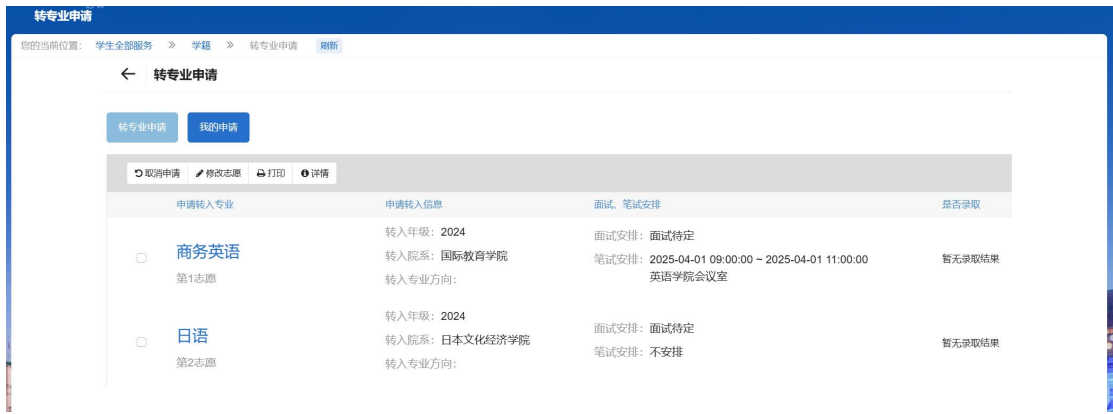 转专业申请
您的当前位置： 学生全部服务 » 学籍 » 转专业申请 刷新
← 转专业申请
转专业申请 我的申请
取消申请 修改志愿 打印 详情
申请转入专业 申请转入信息 面试、笔试安排 是否录取
商务英语
第1志愿
转入年级：2024
转入院系：国际教育学院
转入专业方向：
面试安排：面试待定
笔试安排：2025-04-01 09:00:00 ~ 2025-04-01 11:00:00
英语学院会议室
暂无录取结果
日语
第2志愿
转入年级：2024
转入院系：日本文化经济学院
转入专业方向：
面试安排：面试待定
笔试安排：不安排
暂无录取结果